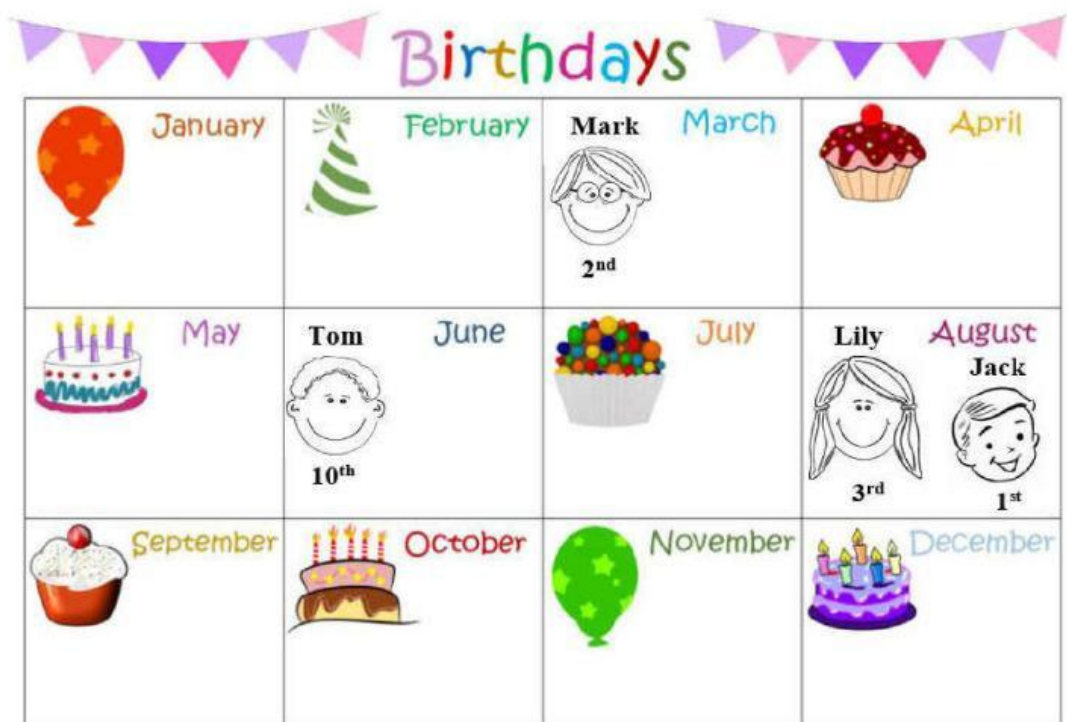 Birthdays
January
February
Mark March
2nd
April
May
Tom June
10th
July
Lily August
Jack
3rd
1st
September
October
November
December